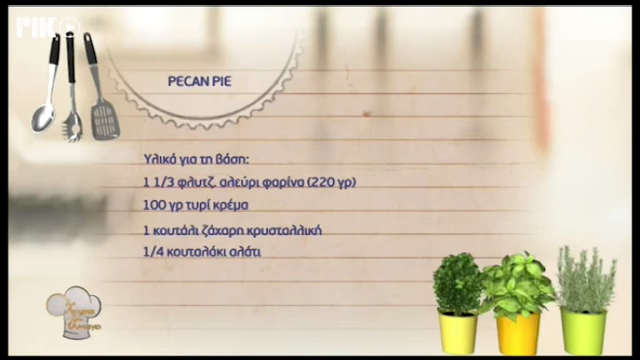 ΡΙΚ
PECAN PIE
Υλικά για τη βάση:
1 1/3 φλυτζ. αλεύρι φαρίνα (220 γρ)
100 γρ τυρί κρέμα
1 κουτάλι ζάχαρη κρυσταλλική
1/4 κουταλάκι αλάτι